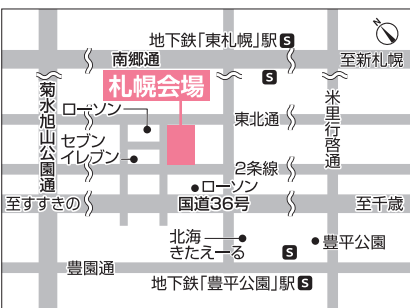 地下鉄「東札幌」駅S
南郷通
至新札幌
S
札幌会場
菊水旭山公園通
ローソン
東北通
米里行啓通
セブン
イレブン
2条線
ローソン
至すすきの
国道36号
至千歳
北海
きたえーる
豊平公園
S
豊園通
地下鉄「豊平公園」駅S